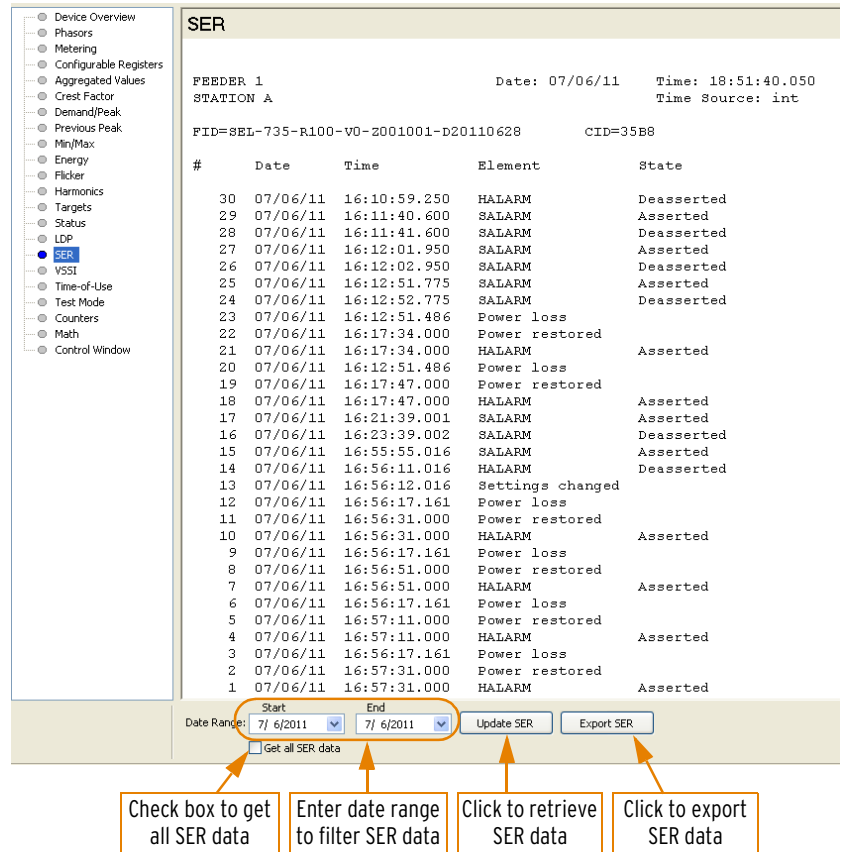 Device Overview
Phasors
Metering
Configurable Registers
Aggregated Values
Crest Factor
Demand/Peak
Previous Peak
Min/Max
Energy
Flicker
Harmonics
Targets
Status
LDP
SER
VSSI
Time-of-Use
Test Mode
Counters
Math
Control Window
SER
FEEDER 1 Date: 07/06/11 Time: 18:51:40.050
STATION A Time Source: int
FID=SEL-735-R100-V0-Z001001-D20110628 CID=35B8
# Date Time Element State
30 07/06/11 16:10:59.250 HALARM Deasserted
29 07/06/11 16:11:40.600 SALARM Asserted
28 07/06/11 16:11:41.600 SALARM Deasserted
27 07/06/11 16:12:01.950 SALARM Asserted
26 07/06/11 16:12:02.950 SALARM Deasserted
25 07/06/11 16:12:51.775 SALARM Asserted
24 07/06/11 16:12:52.775 SALARM Deasserted
23 07/06/11 16:12:51.486 Power loss
22 07/06/11 16:17:34.000 Power restored
21 07/06/11 16:17:34.000 HALARM Asserted
20 07/06/11 16:12:51.486 Power loss
19 07/06/11 16:17:47.000 Power restored
18 07/06/11 16:17:47.000 HALARM Asserted
17 07/06/11 16:21:39.001 SALARM Asserted
16 07/06/11 16:23:39.002 SALARM Deasserted
15 07/06/11 16:55:55.016 SALARM Asserted
14 07/06/11 16:56:11.016 HALARM Deasserted
13 07/06/11 16:56:12.016 Settings changed
12 07/06/11 16:56:17.161 Power loss
11 07/06/11 16:56:31.000 Power restored
10 07/06/11 16:56:31.000 HALARM Asserted
9 07/06/11 16:56:17.161 Power loss
8 07/06/11 16:56:51.000 Power restored
7 07/06/11 16:56:51.000 HALARM Asserted
6 07/06/11 16:56:17.161 Power loss
5 07/06/11 16:57:11.000 Power restored
4 07/06/11 16:57:11.000 HALARM Asserted
3 07/06/11 16:56:17.161 Power loss
2 07/06/11 16:57:31.000 Power restored
1 07/06/11 16:57:31.000 HALARM Asserted
Start End
Date Range: 7/ 6/2011 7/ 6/2011 Update SER Export SER
Get all SER data
Check box to get
all SER data
Enter date range
to filter SER data
Click to retrieve
SER data
Click to export
SER data